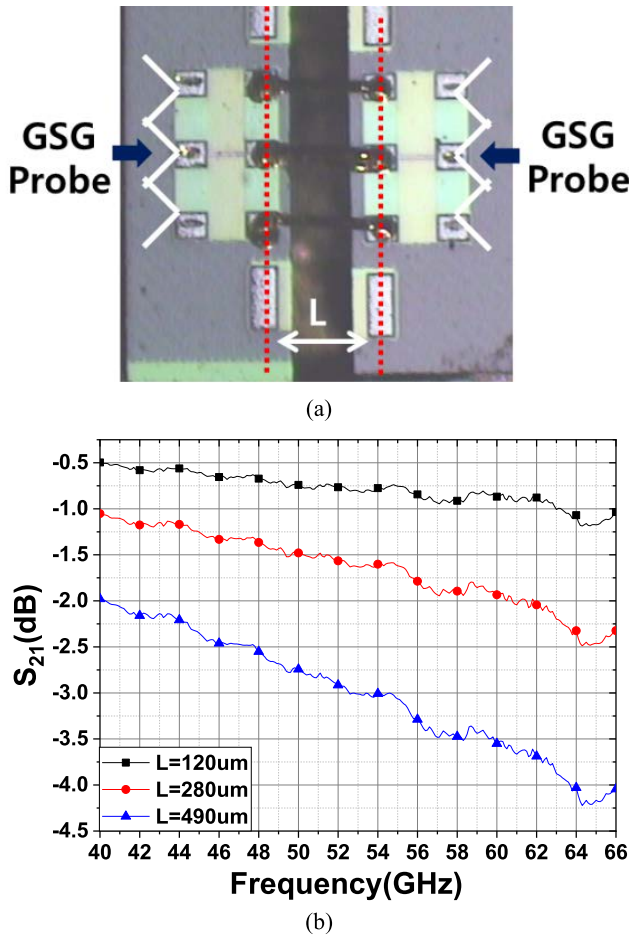 GSG
Probe
GSG
Probe
L
(a)
-0.5
-1.0
-1.5
-2.0
-2.5
-3.0
-3.5
-4.0
-4.5
S21(dB)
L=120um
L=280um
L=490um
40 42 44 46 48 50 52 54 56 58 60 62 64 66
Frequency(GHz)
(b)